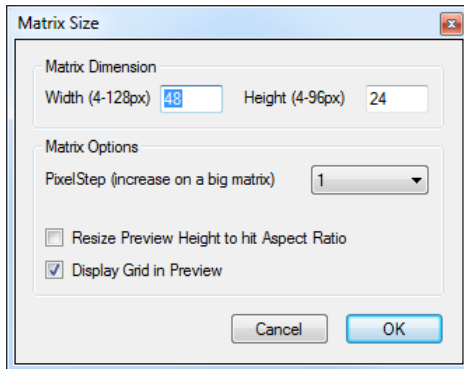 Matrix Size
Matrix Dimension
Width (4-128px) 48 Height (4-96px) 24
Matrix Options
PixelStep (increase on a big matrix) 1
Resize Preview Height to hit Aspect Ratio
Display Grid in Preview
Cancel OK